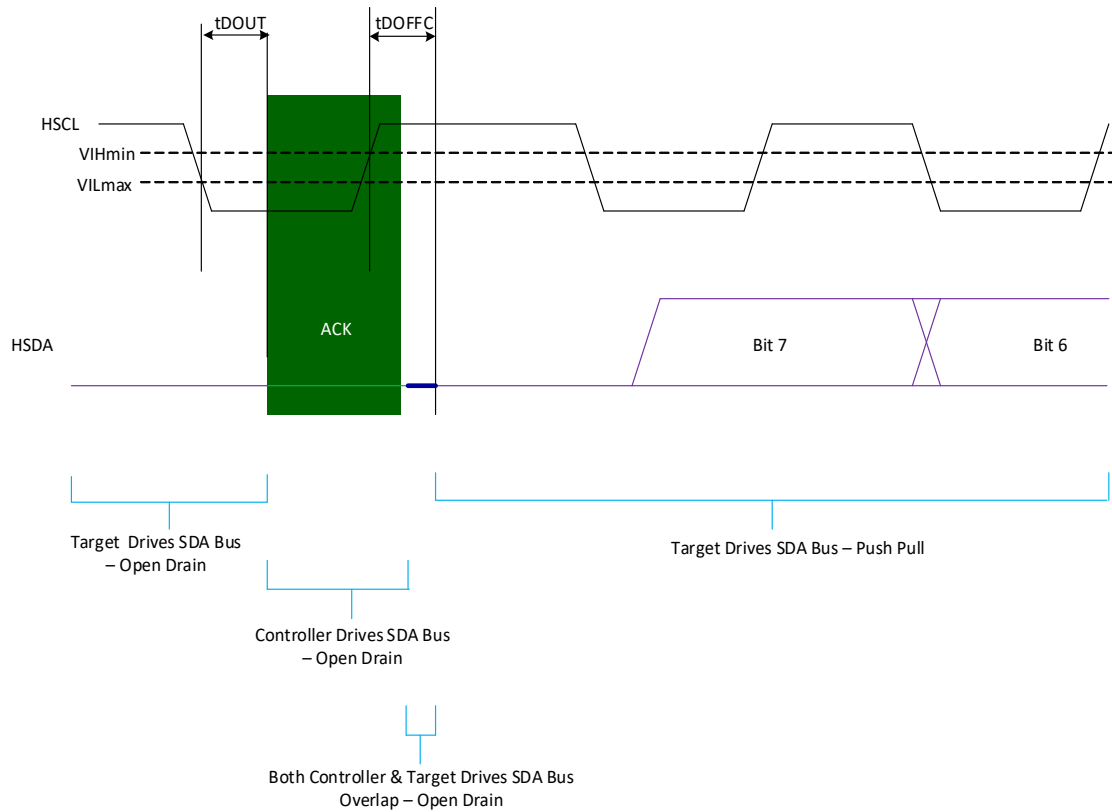 tDOUT
tDOFFC
HSCL
VIHmin
VILmax
ACK
HSDA
Bit 7
Bit 6
Target Drives SDA Bus
– Open Drain
Target Drives SDA Bus – Push Pull
Controller Drives SDA Bus
– Open Drain
Both Controller & Target Drives SDA Bus
Overlap – Open Drain